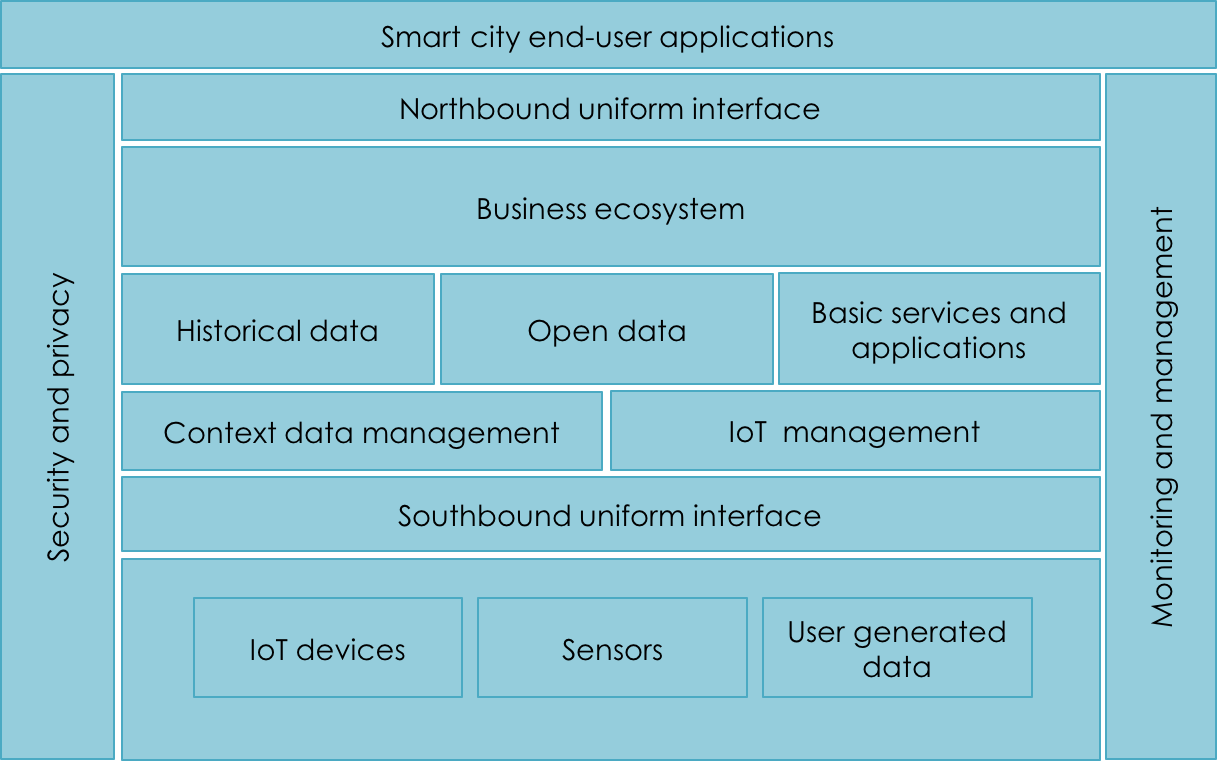 Smart city end-user applications
Northbound uniform interface
Business ecosystem
Historical data
Open data
Basic services and
applications
Context data management
IoT  management
Southbound uniform interface
IoT devices
Sensors
User generated
data
Security and privacy
Monitoring and management